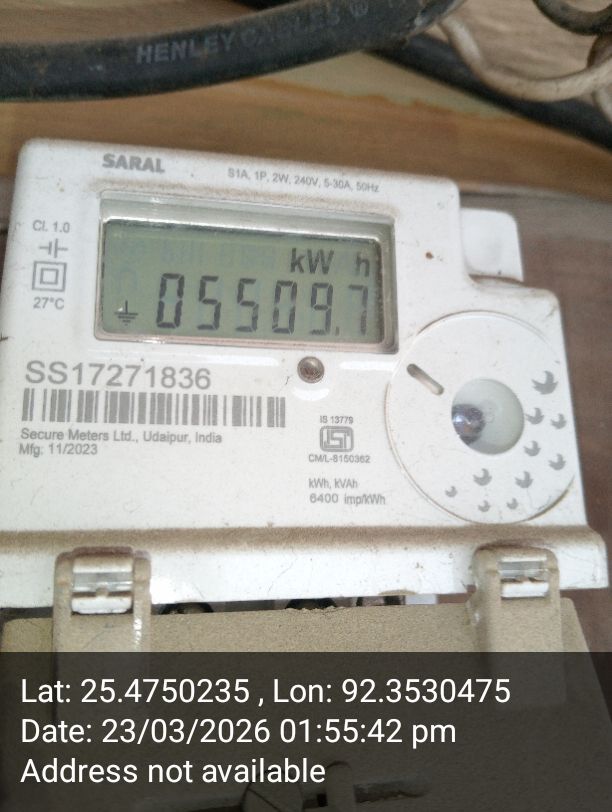 HENLEY CABLES ®
SARAL
S1A, 1P, 2W, 240V, 5-30A, 50Hz
Cl. 1.0
27°C
kW h
05509.7
SS17271836
Secure Meters Ltd., Udaipur, India
Mfg: 11/2023
IS 13779
ISI
CM/L-8150362
kWh, kVAh
6400 imp/kWh
Lat: 25.4750235 , Lon: 92.3530475
Date: 23/03/2026 01:55:42 pm
Address not available